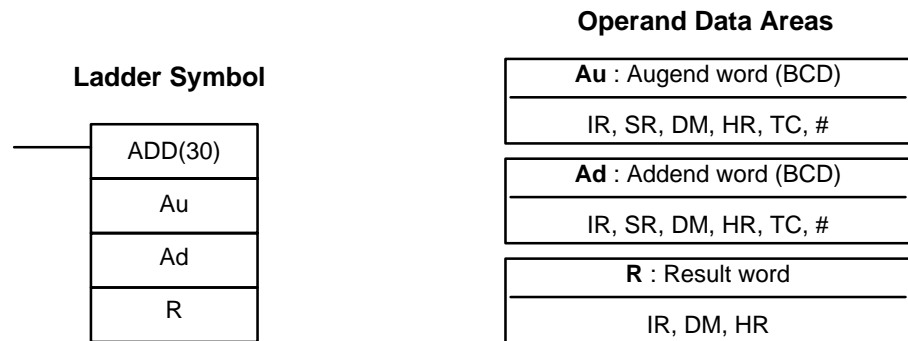 Ladder Symbol
ADD(30)
Au
Ad
R
Operand Data Areas
Au : Augend word (BCD)
IR, SR, DM, HR, TC, #
Ad : Addend word (BCD)
IR, SR, DM, HR, TC, #
R : Result word
IR, DM, HR